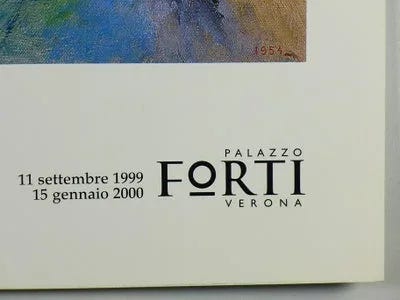 1954
PALAZZO
FORTI
VERONA
11 settembre 1999
15 gennaio 2000